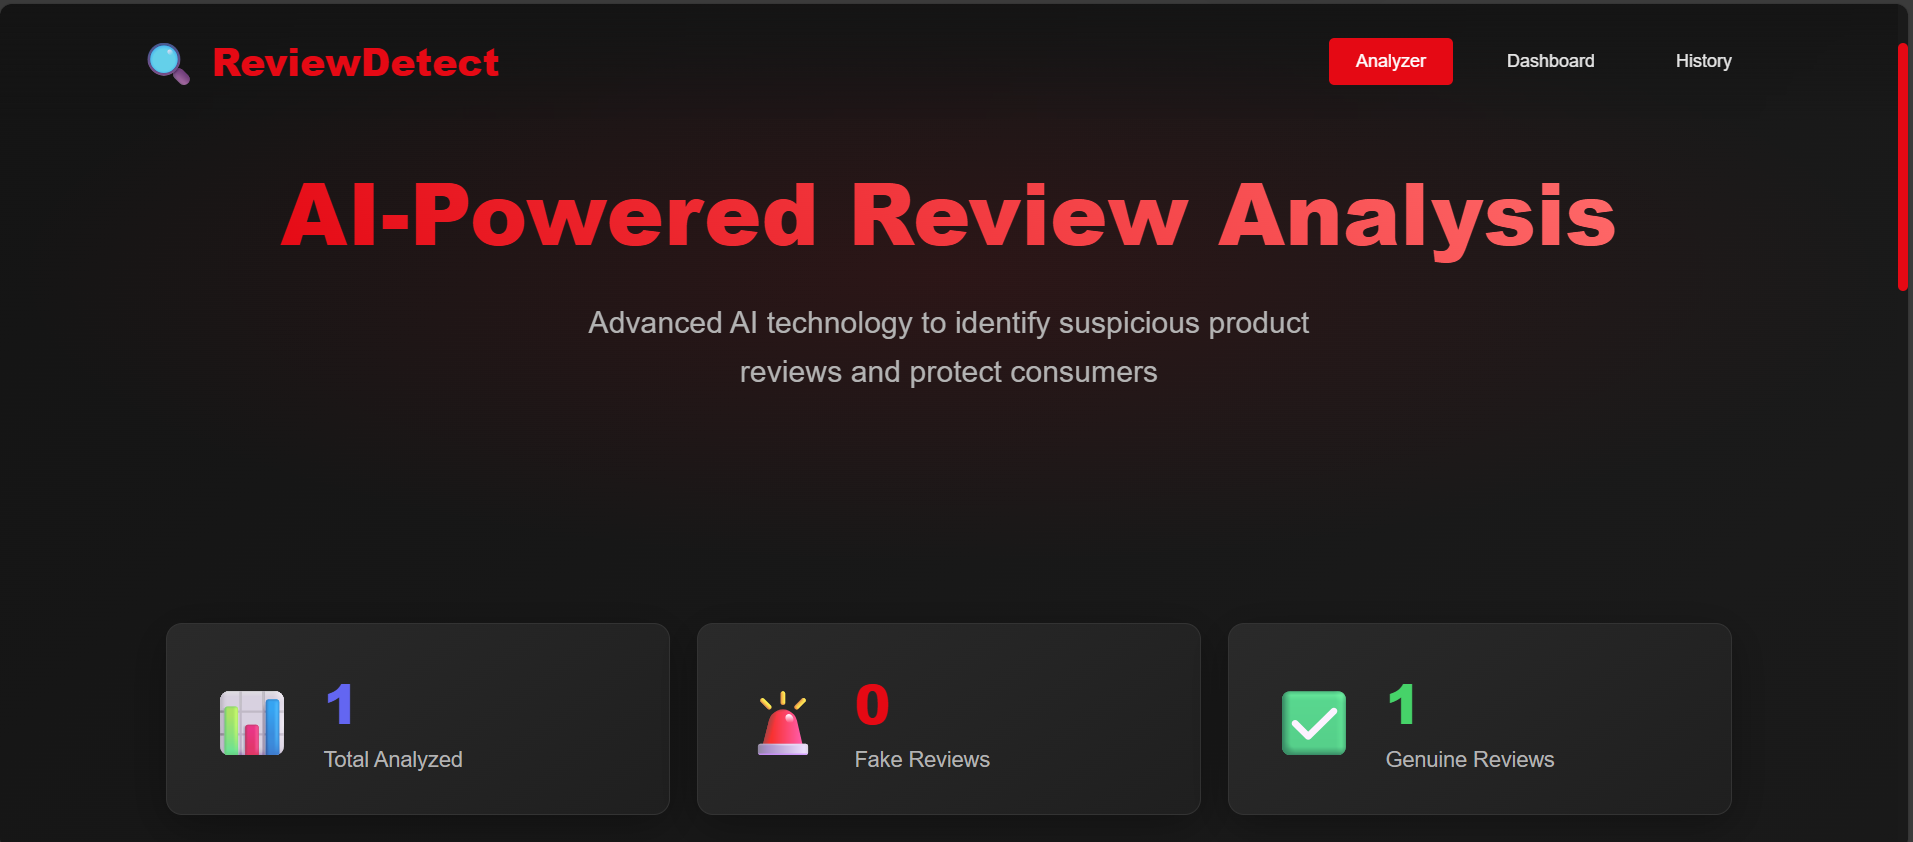 ReviewDetect
Analyzer
Dashboard
History
AI-Powered Review Analysis
Advanced AI technology to identify suspicious product
reviews and protect consumers
1
Total Analyzed
0
Fake Reviews
1
Genuine Reviews